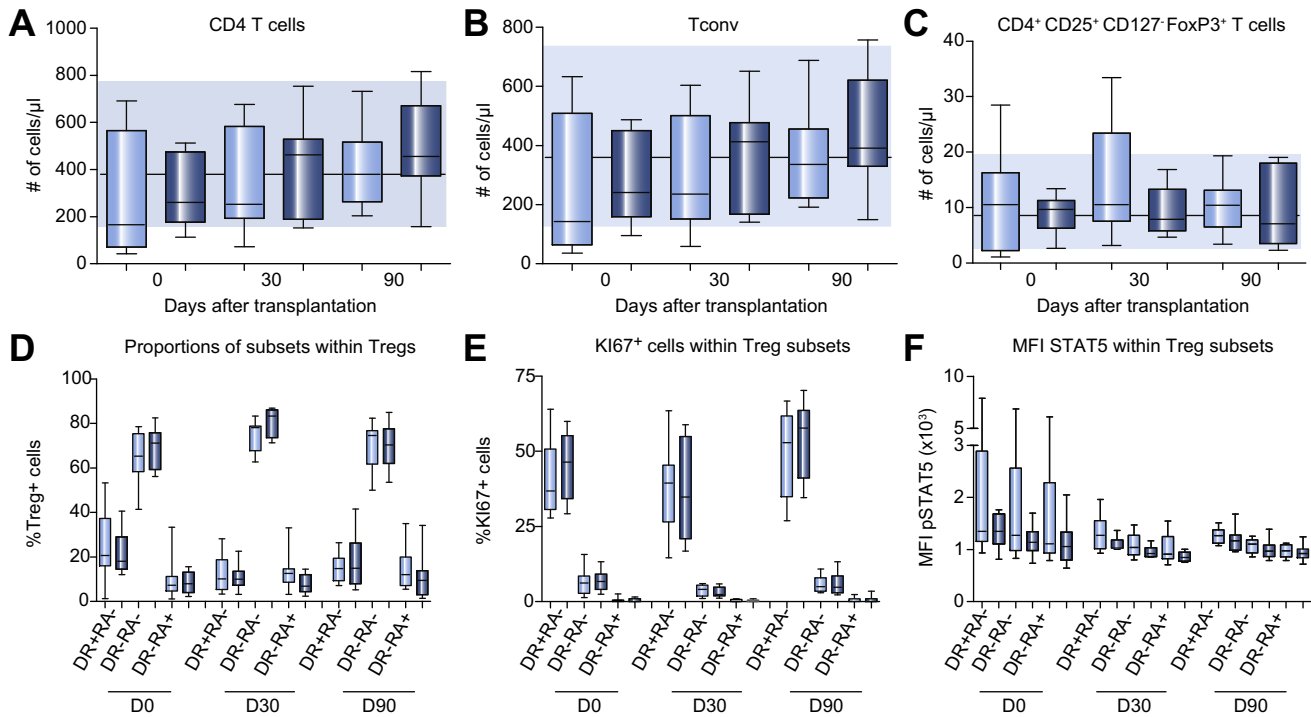 A
CD4 T cells
# of cells/µl
1000
800
600
400
200
0
0 30 90
Days after transplantation
B
Tconv
# of cells/µl
800
600
400
200
0
0 30 90
Days after transplantation
C
CD4⁺ CD25⁺ CD127⁻ FoxP3⁺ T cells
# of cells/µl
40
30
20
10
0
0 30 90
Days after transplantation
D
Proportions of subsets within Tregs
%Treg+ cells
100
80
60
40
20
0
DR+RA- DR-RA- DR-RA+ DR+RA- DR-RA- DR-RA+ DR+RA- DR-RA- DR-RA+
D0 D30 D90
E
KI67⁺ cells within Treg subsets
%KI67+ cells
75
50
25
0
DR+RA- DR-RA- DR-RA+ DR+RA- DR-RA- DR-RA+ DR+RA- DR-RA- DR-RA+
D0 D30 D90
F
MFI STAT5 within Treg subsets
MFI pSTAT5 (x10³)
10
5
3
2
1
0
DR+RA- DR-RA- DR-RA+ DR+RA- DR-RA- DR-RA+ DR+RA- DR-RA- DR-RA+
D0 D30 D90